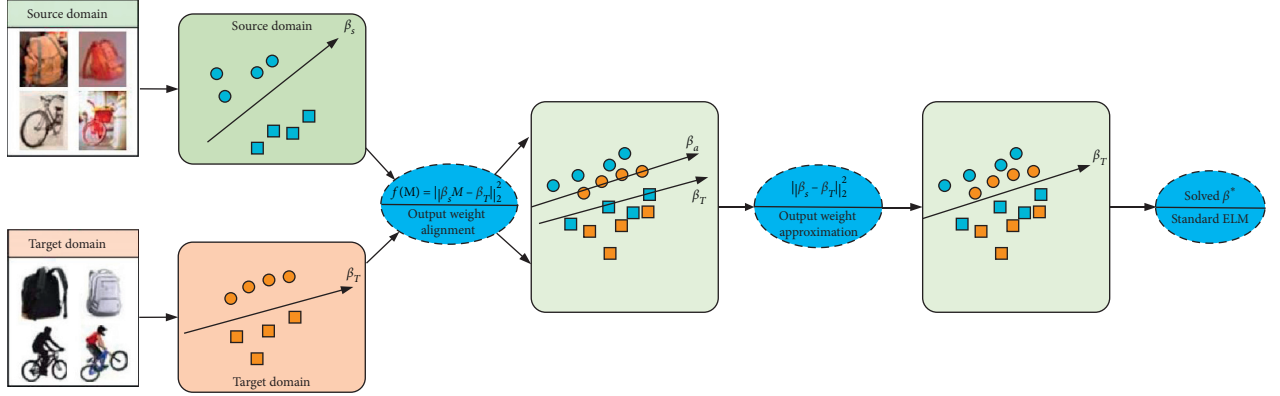 Source domain
Source domain
β_s
Target domain
β_T
Target domain
f(M) = ||β_s M – β_T||_2^2
Output weight
alignment
β_a
β_T
||β_s – β_T||_2^2
Output weight
approximation
β_T
Solved β*
Standard ELM